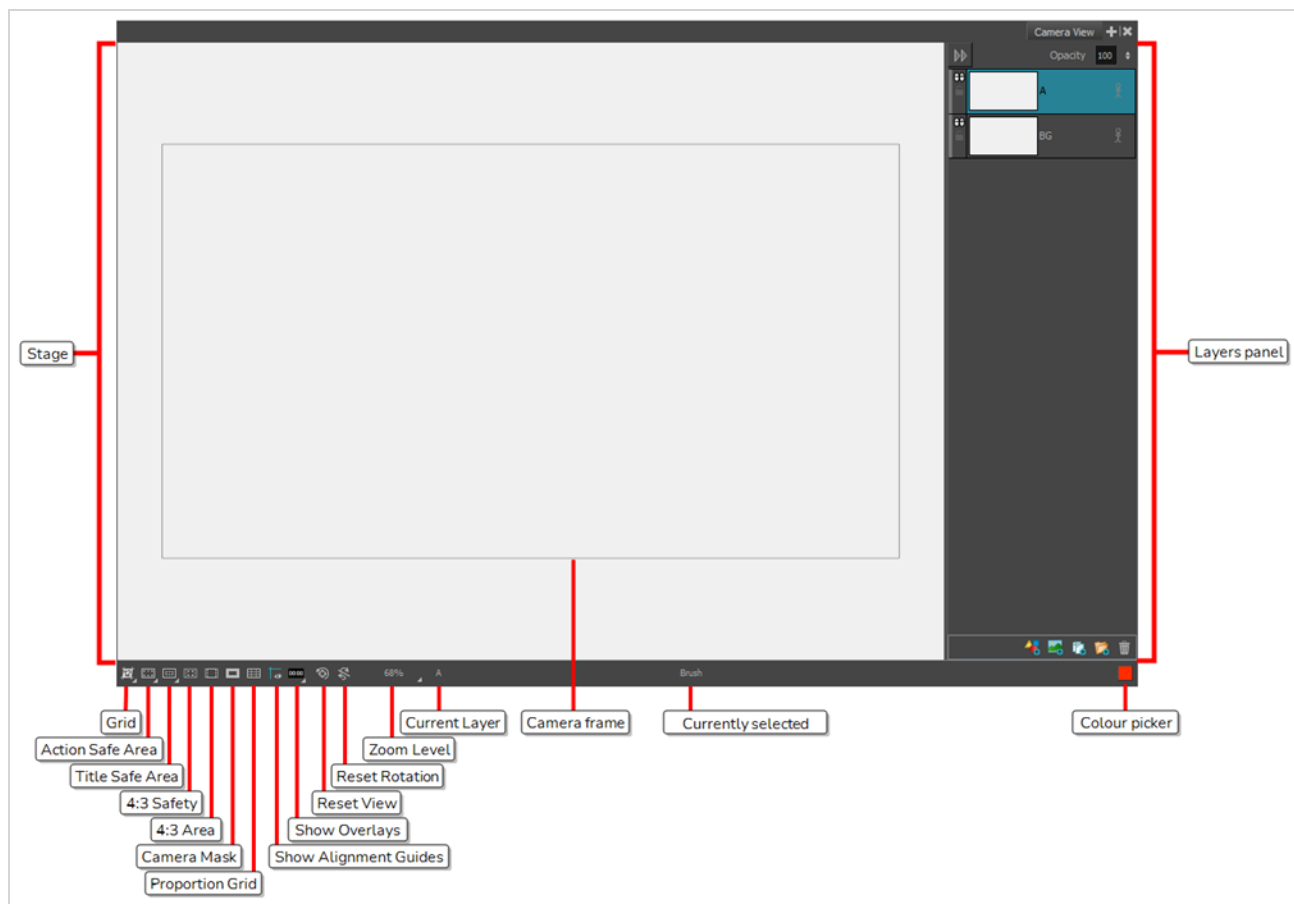 Camera View
Opacity 100
A
BG
Stage
Layers panel
00:00
68%
A
Brush
Grid
Current Layer
Camera frame
Currently selected
Colour picker
Action Safe Area
Zoom Level
Title Safe Area
Reset Rotation
4:3 Safety
Reset View
4:3 Area
Show Overlays
Camera Mask
Show Alignment Guides
Proportion Grid